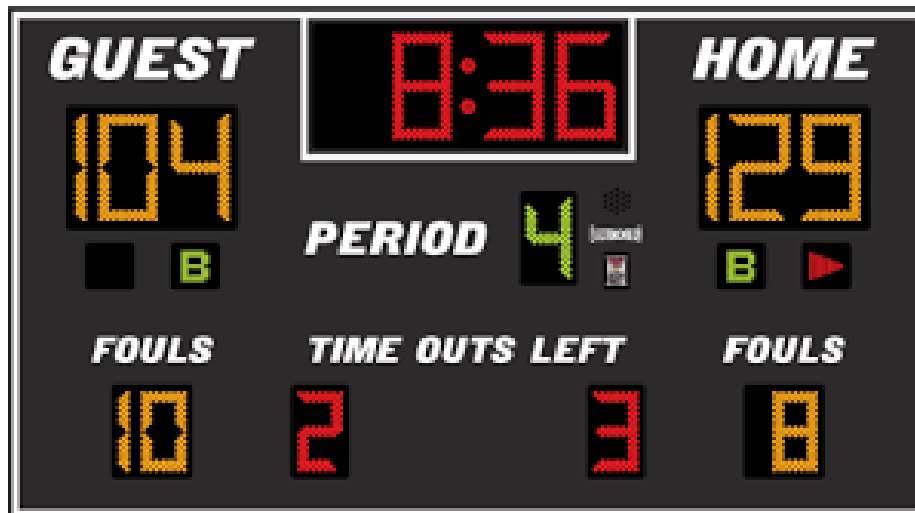 GUEST 8:36 HOME
104 129
PERIOD 4
B B
FOULS TIME OUTS LEFT FOULS
10 2 3 8